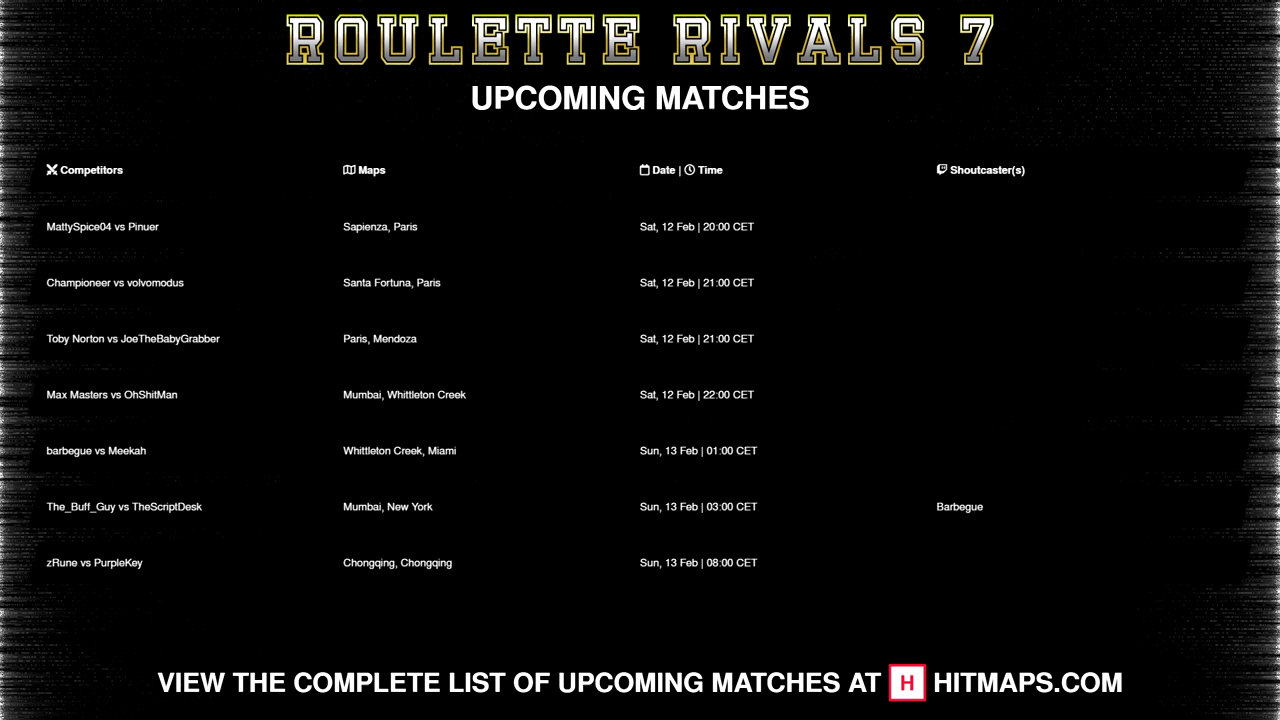 ROULETTE RIVALS 7
UPCOMING MATCHES
Competitors Maps Date | Time Shoutcaster(s)
MattySpice04 vs Pinuer Sapienza, Paris Sat, 12 Feb | 20:00 CET
Championeer vs volvomodus Santa Fortuna, Paris Sat, 12 Feb | 21:00 CET
Toby Norton vs JoeTheBabyGrabber Paris, Mendoza Sat, 12 Feb | 21:00 CET
Max Masters vs OhShitMan Mumbai, Whittleton Creek Sat, 12 Feb | 22:00 CET
barbegue vs Meekah Whittleton Creek, Miami Sun, 13 Feb | 01:00 CET
The_Buff_Guy vs Mumbai, New York Sun, 13 Feb | 03:00 CET Barbegue
zRune vs PurpleKey Chongqing, Chongqing Sun, 13 Feb | 08:00 CET
VIEW THE COMPLETE LIST OF UPCOMING MATCHES AT H HITMAPS.COM